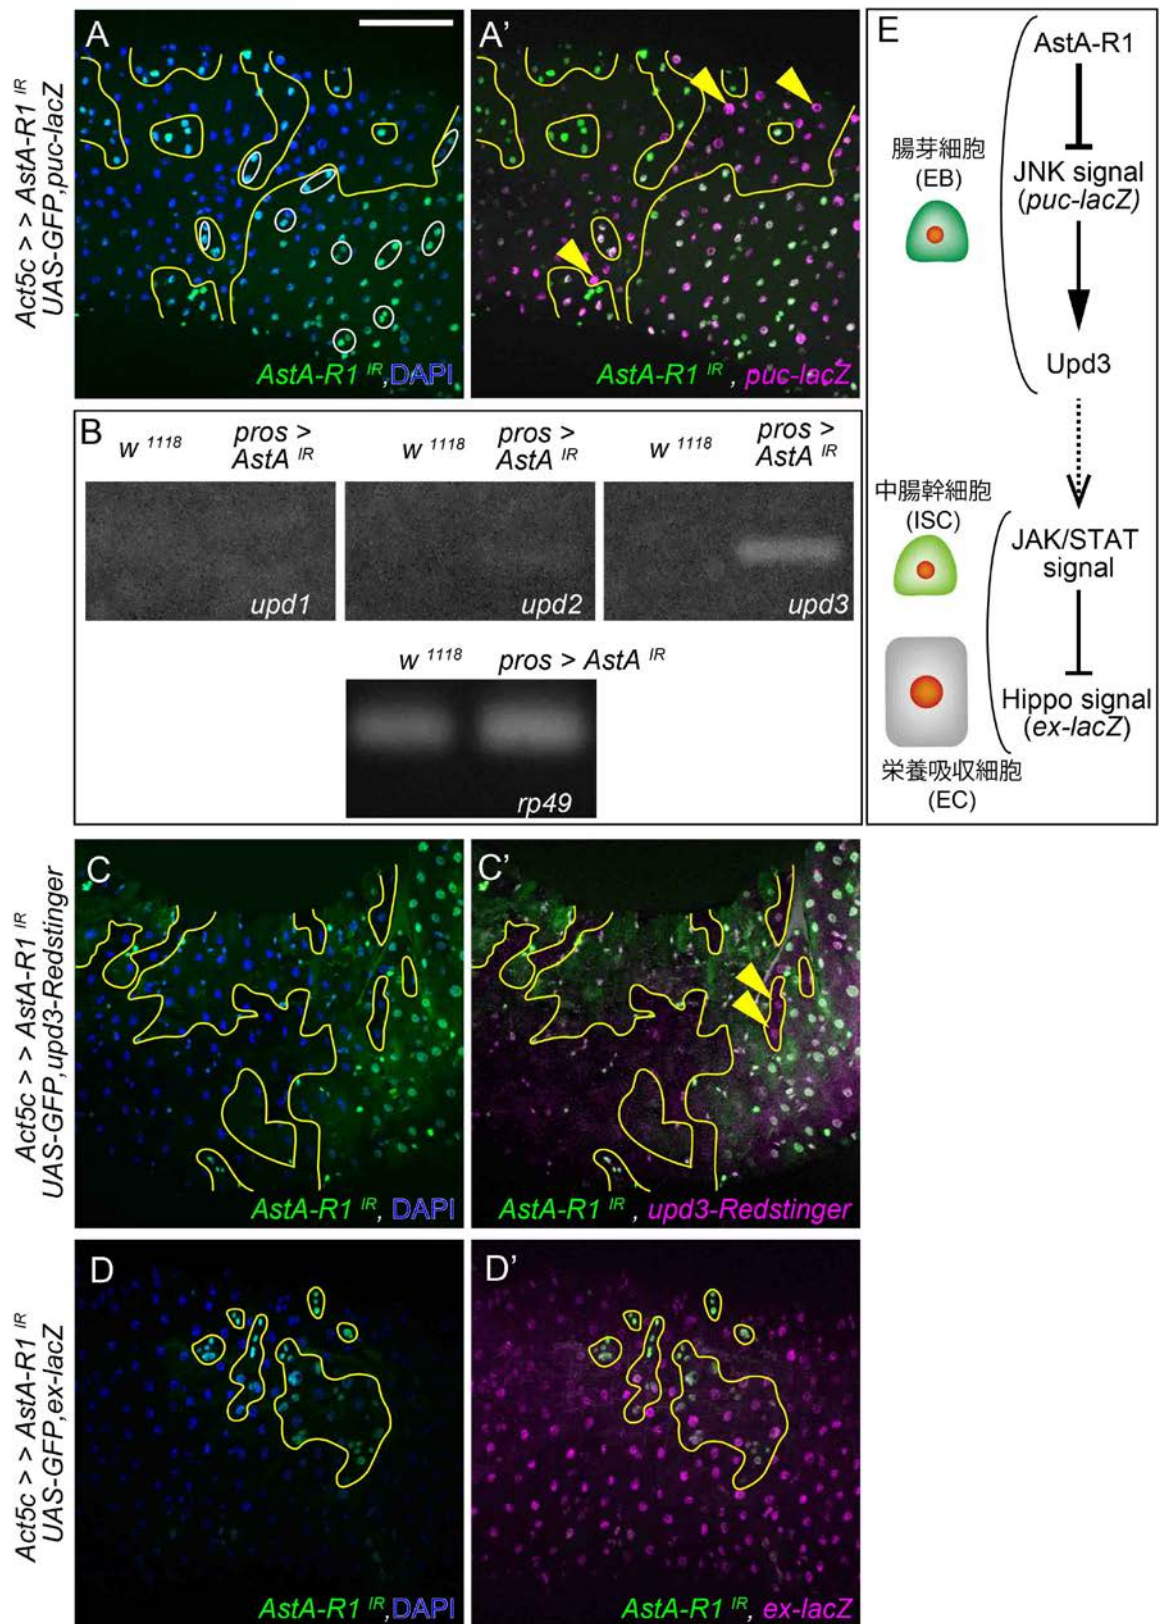 Act5c > > AstA-R1 IR
UAS-GFP,puc-lacZ
A
AstA-R1 IR,DAPI
A'
AstA-R1 IR , puc-lacZ
B
w 1118
pros >
AstA IR
upd1
w 1118
pros >
AstA IR
upd2
w 1118
pros >
AstA IR
upd3
w 1118
pros > AstA IR
rp49
E
AstA-R1
腸芽細胞
(EB)
JNK signal
(puc-lacZ)
Upd3
中腸幹細胞
(ISC)
JAK/STAT
signal
Hippo signal
(ex-lacZ)
栄養吸収細胞
(EC)
Act5c > > AstA-R1 IR
UAS-GFP,upd3-Redstinger
C
AstA-R1 IR, DAPI
C'
AstA-R1 IR , upd3-Redstinger
Act5c > > AstA-R1 IR
UAS-GFP,ex-lacZ
D
AstA-R1 IR,DAPI
D'
AstA-R1 IR, ex-lacZ